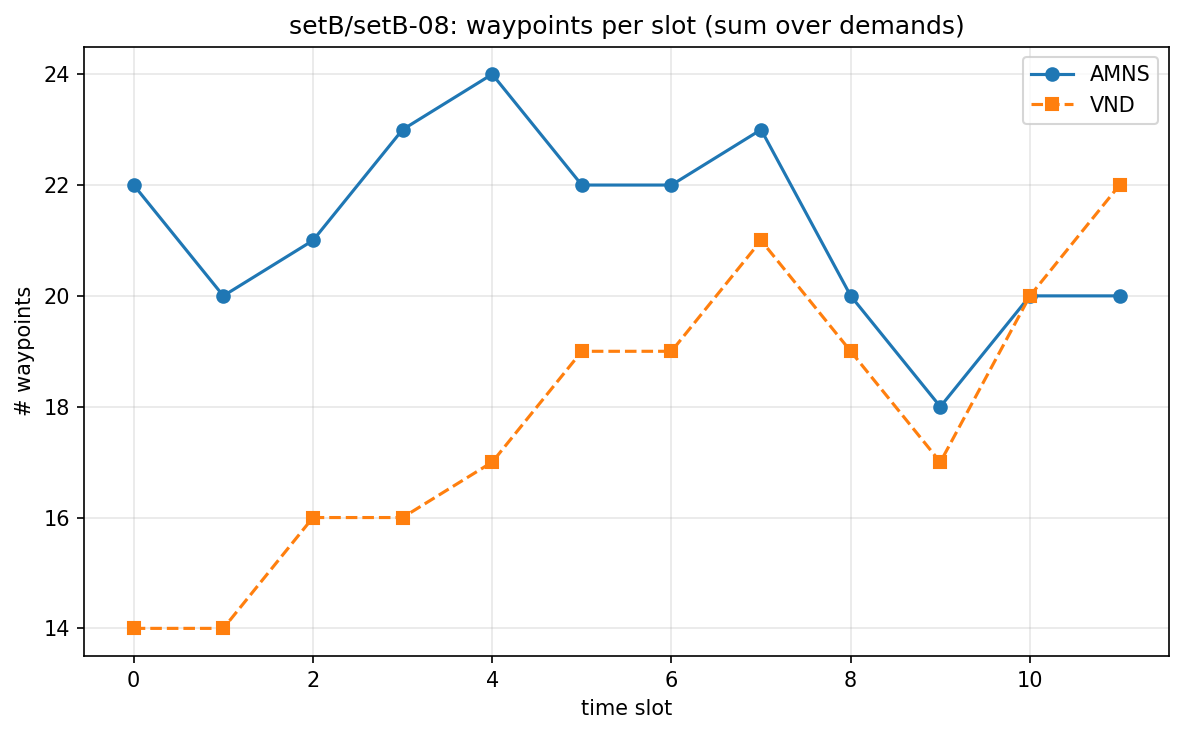 setB/setB-08: waypoints per slot (sum over demands)
AMNS
VND
# waypoints
24
22
20
18
16
14
0 2 4 6 8 10
time slot